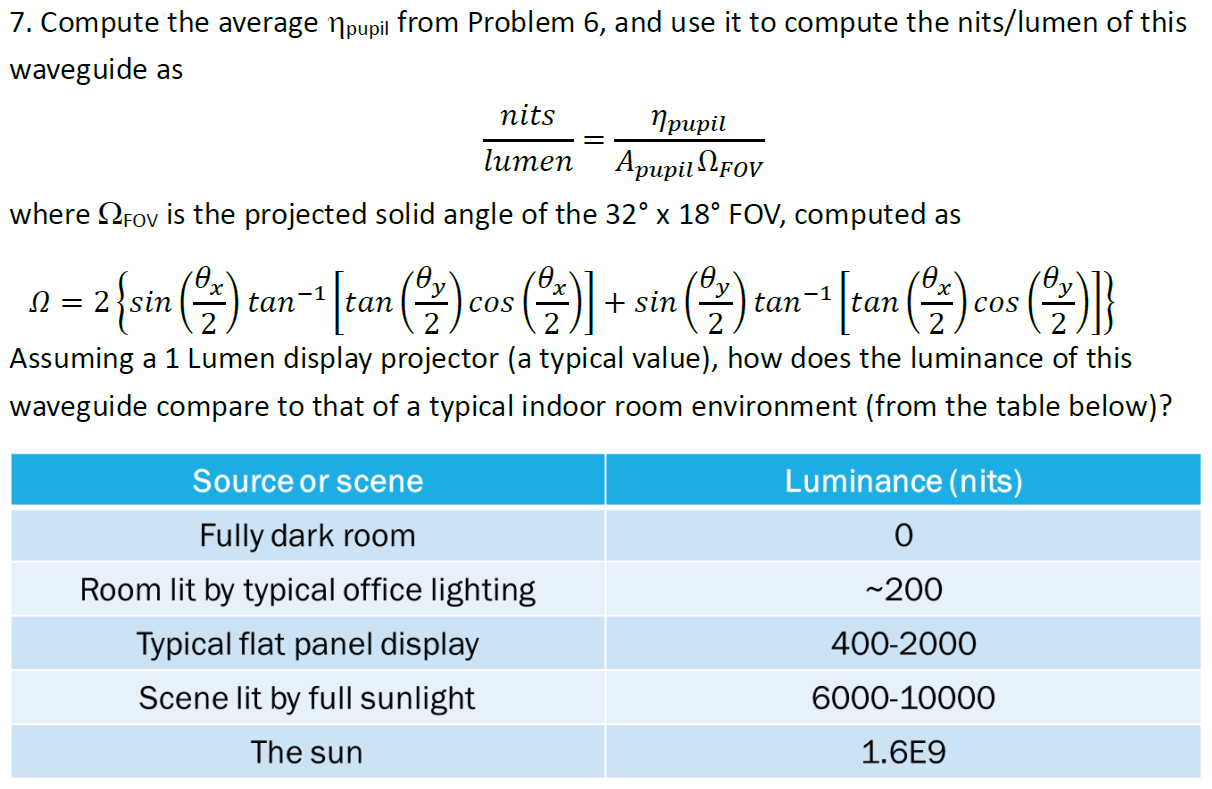 7. Compute the average ηpupil from Problem 6, and use it to compute the nits/lumen of this
waveguide as
nits / lumen = ηpupil / Apupil ΩFOV
where ΩFOV is the projected solid angle of the 32° x 18° FOV, computed as
Ω = 2{sin(θx/2) tan⁻¹[tan(θy/2) cos(θx/2)] + sin(θy/2) tan⁻¹[tan(θx/2) cos(θy/2)]}
Assuming a 1 Lumen display projector (a typical value), how does the luminance of this
waveguide compare to that of a typical indoor room environment (from the table below)?
Source or scene Luminance (nits)
Fully dark room 0
Room lit by typical office lighting ~200
Typical flat panel display 400-2000
Scene lit by full sunlight 6000-10000
The sun 1.6E9